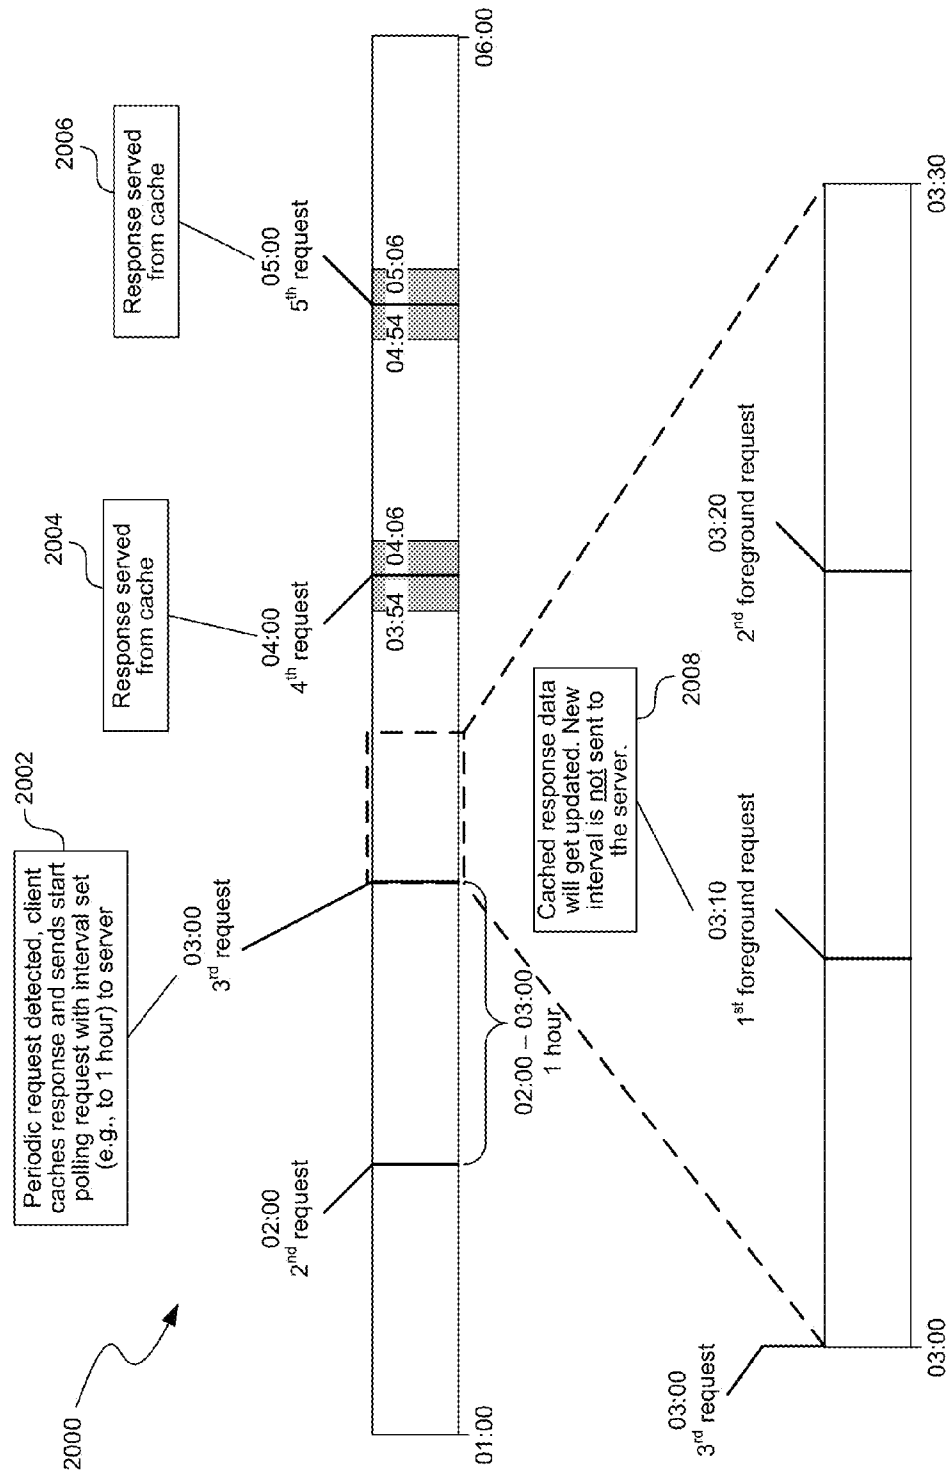 2000
2002
Periodic request detected, client
caches response and sends start
polling request with interval set
(e.g., to 1 hour) to server
2004
Response served
from cache
2006
Response served
from cache
02:00
2nd request
03:00
3rd request
04:00
4th request
05:00
5th request
03:54
04:06
04:54
05:06
01:00
06:00
02:00 – 03:00
1 hour
Cached response data
will get updated. New
interval is not sent to
the server.
2008
03:00
3rd request
03:10
1st foreground request
03:20
2nd foreground request
03:00
03:30